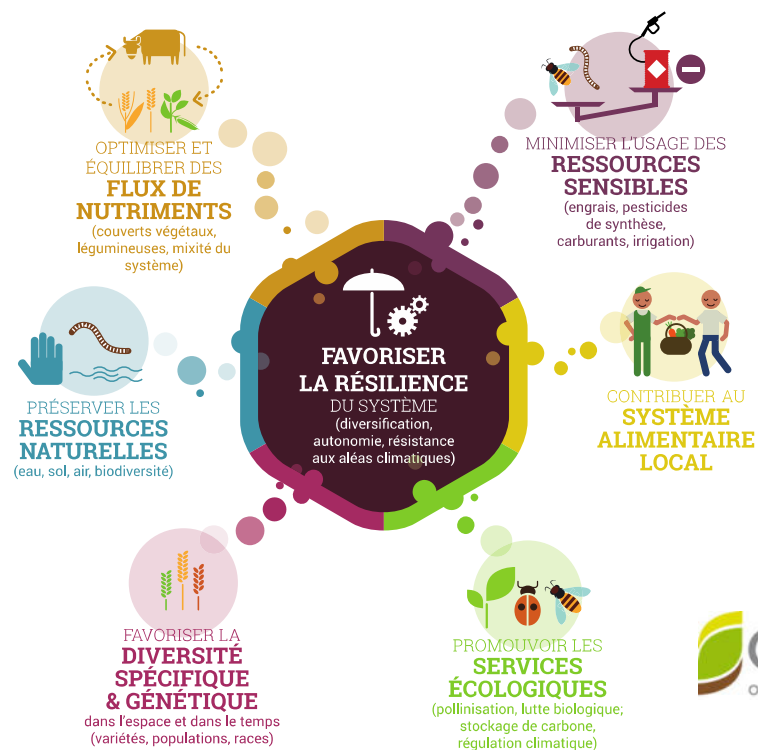 OPTIMISER ET
ÉQUILIBRER DES
FLUX DE
NUTRIMENTS
(couverts végétaux,
légumineuses, mixité du
système)
MINIMISER L'USAGE DES
RESSOURCES
SENSIBLES
(engrais, pesticides
de synthèse,
carburants, irrigation)
FAVORISER
LA RÉSILIENCE
DU SYSTÈME
(diversification,
autonomie, résistance
aux aléas climatiques)
PRÉSERVER LES
RESSOURCES
NATURELLES
(eau, sol, air, biodiversité)
CONTRIBUER AU
SYSTÈME
ALIMENTAIRE
LOCAL
FAVORISER LA
DIVERSITÉ
SPÉCIFIQUE
& GÉNÉTIQUE
dans l'espace et dans le temps
(variétés, populations, races)
PROMOUVOIR LES
SERVICES
ÉCOLOGIQUES
(pollinisation, lutte biologique;
stockage de carbone,
régulation climatique)